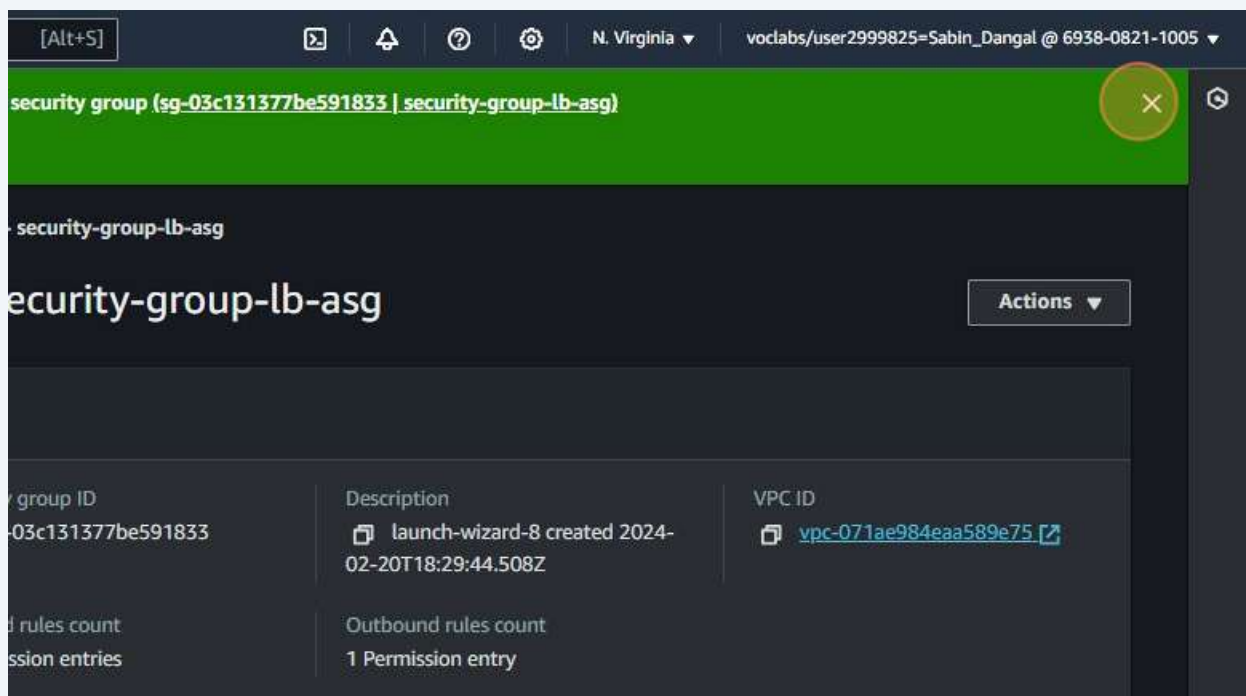 [Alt+S] N. Virginia ▼ voclabs/user2999825=Sabin_Dangal @ 6938-0821-1005 ▼
security group (sg-03c131377be591833 | security-group-lb-asg)
security-group-lb-asg
ecurity-group-lb-asg Actions ▼
group ID Description VPC ID
-03c131377be591833 launch-wizard-8 created 2024- vpc-071ae984eaa589e75
02-20T18:29:44.508Z
rules count Outbound rules count
ssion entries 1 Permission entry